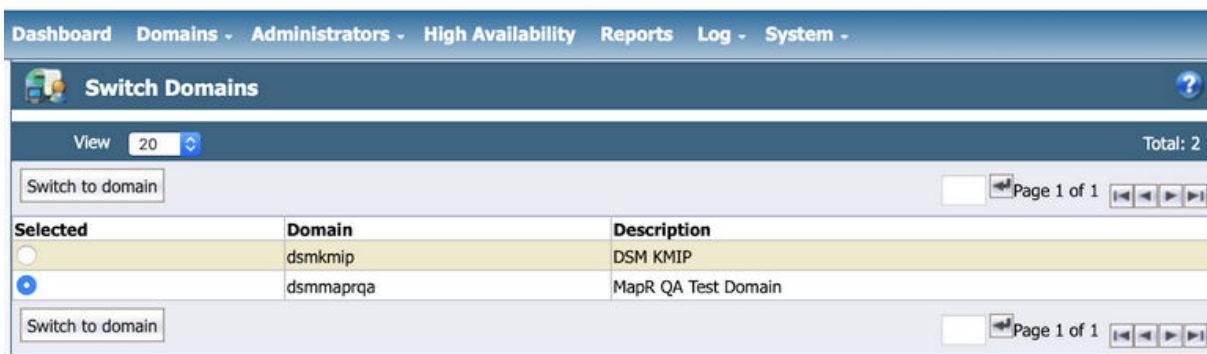 Dashboard Domains - Administrators - High Availability Reports Log - System -
Switch Domains ?
View 20 Total: 2
Switch to domain Page 1 of 1
Selected Domain Description
dsmkmip DSM KMIP
dsmmaprqa MapR QA Test Domain
Switch to domain Page 1 of 1